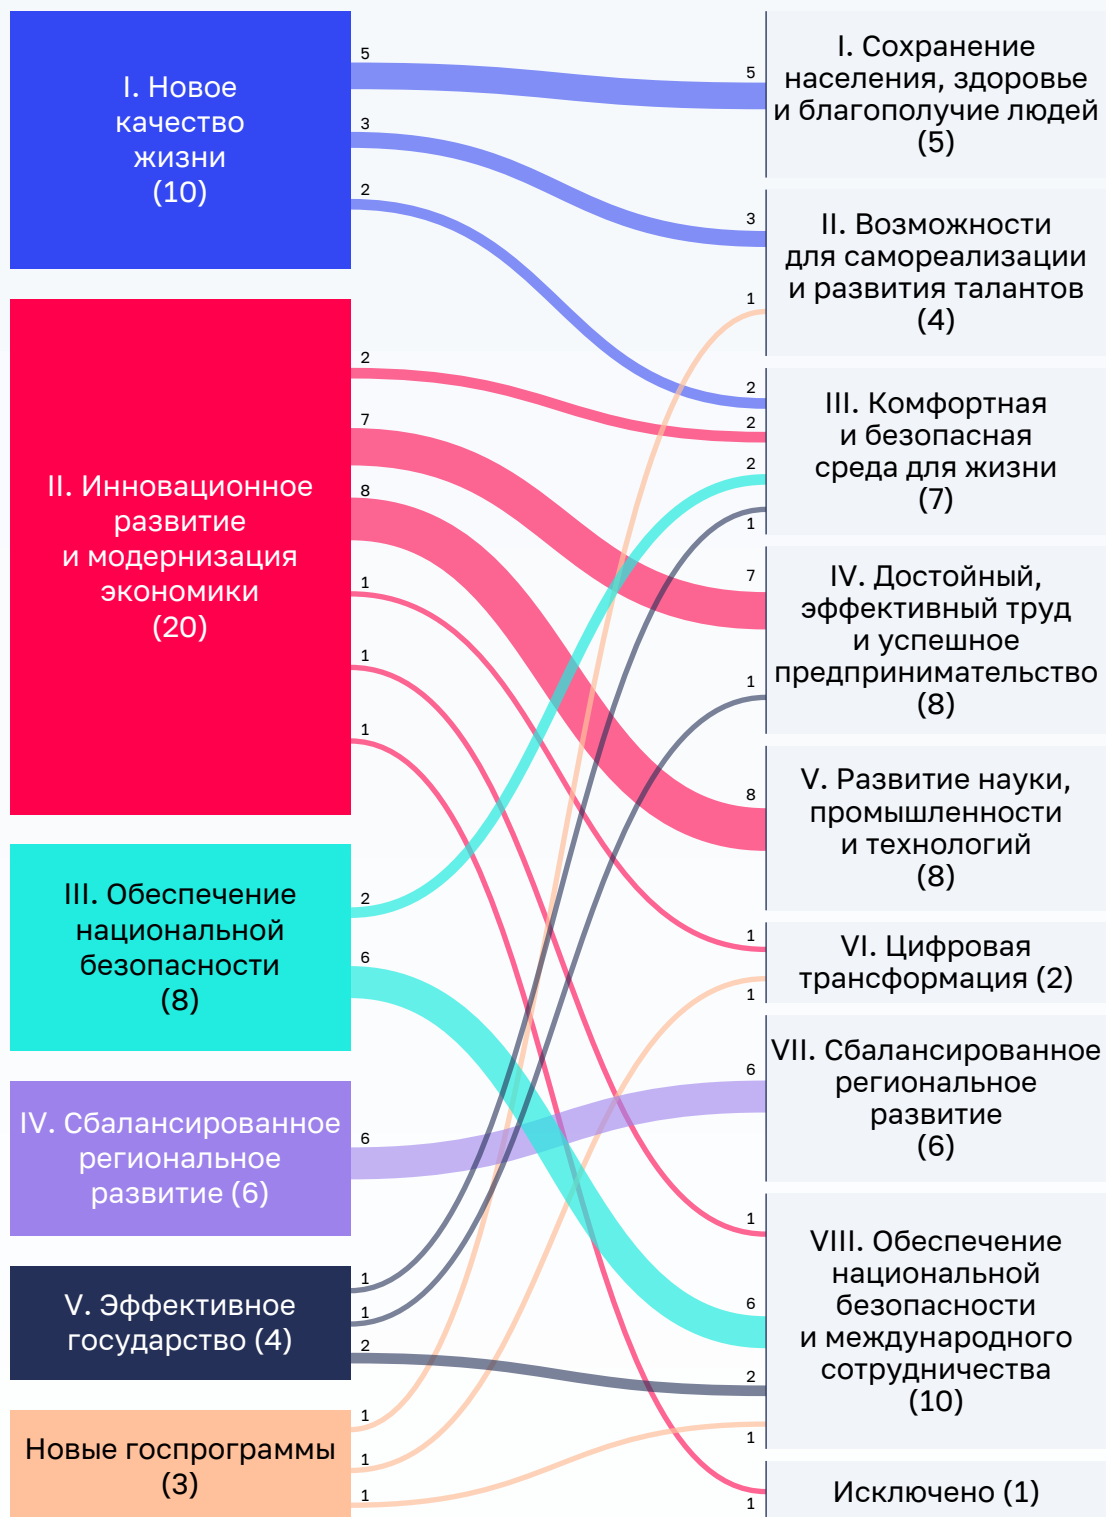 I. Новое
качество
жизни
(10)
5
3
2
II. Инновационное
развитие
и модернизация
экономики
(20)
2
7
8
1
1
1
III. Обеспечение
национальной
безопасности
(8)
2
6
IV. Сбалансированное
региональное
развитие (6)
6
V. Эффективное
государство (4)
1
1
2
Новые госпрограммы
(3)
1
1
1
5
I. Сохранение
населения, здоровье
и благополучие людей
(5)
3
1
II. Возможности
для самореализации
и развития талантов
(4)
2
2
2
1
III. Комфортная
и безопасная
среда для жизни
(7)
7
1
IV. Достойный,
эффективный труд
и успешное
предпринимательство
(8)
8
V. Развитие науки,
промышленности
и технологий
(8)
1
1
VI. Цифровая
трансформация (2)
6
VII. Сбалансированное
региональное
развитие
(6)
1
6
2
1
VIII. Обеспечение
национальной
безопасности
и международного
сотрудничества
(10)
1
Исключено (1)